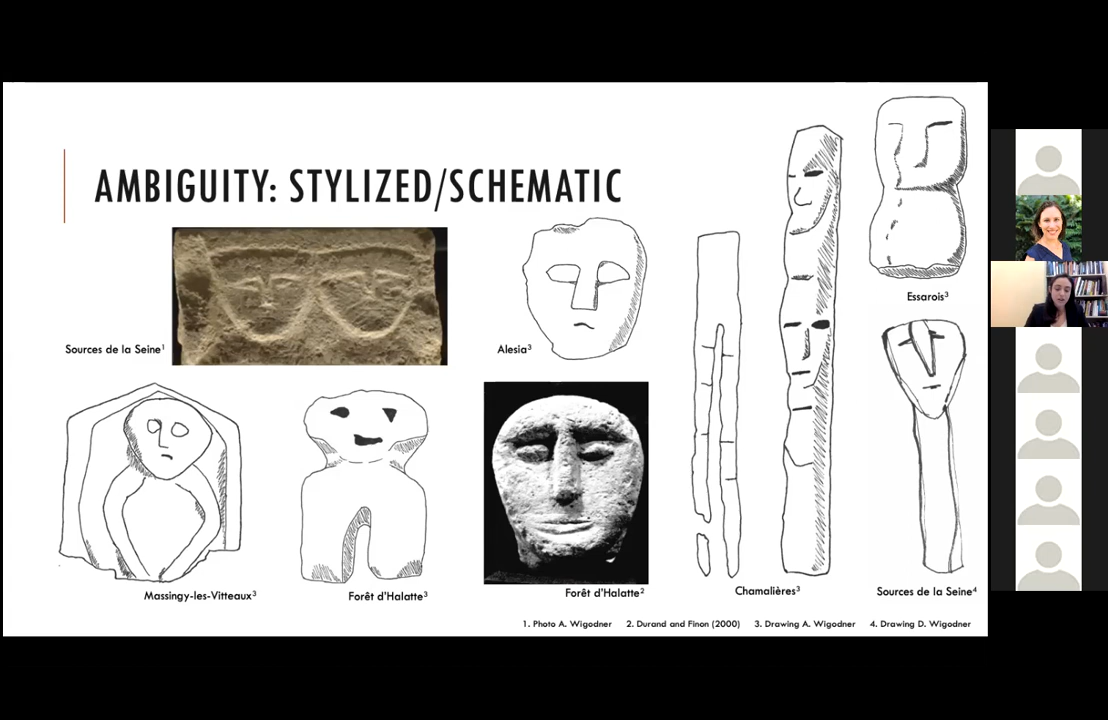 AMBIGUITY: STYLIZED/SCHEMATIC
Sources de la Seine¹
Alesia³
Essarois³
Massingy-les-Vitteaux³
Forêt d'Halatte³
Forêt d'Halatte²
Chamalières³
Sources de la Seine⁴
1. Photo A. Wigodner 2. Durand and Finon (2000) 3. Drawing A. Wigodner 4. Drawing D. Wigodner